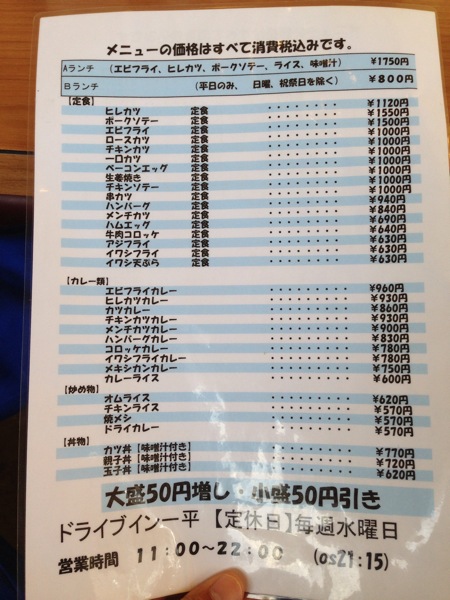 メニューの価格はすべて消費税込みです。
Aランチ (エビフライ、ヒレカツ、ポークソテー、ライス、味噌汁) ¥1750円
Bランチ (平日のみ、 日曜、祝祭日を除く) ¥800円
【定食】
ヒレカツ 定食 ・・・・・・・・ ¥1120円
ポークソテー 定食 ・・・・・・・・ ¥1550円
エビフライ 定食 ・・・・・・・・ ¥1500円
ロースカツ 定食 ・・・・・・・・ ¥1000円
チキンカツ 定食 ・・・・・・・・ ¥1000円
一口カツ 定食 ・・・・・・・・ ¥1000円
ベーコンエッグ 定食 ・・・・・・・・ ¥1000円
生姜焼き 定食 ・・・・・・・・ ¥1000円
チキンソテー 定食 ・・・・・・・・ ¥1000円
串カツ 定食 ・・・・・・・・ ¥1000円
ハンバーグ 定食 ・・・・・・・・ ¥940円
メンチカツ 定食 ・・・・・・・・ ¥840円
ハムエッグ 定食 ・・・・・・・・ ¥690円
牛肉コロッケ 定食 ・・・・・・・・ ¥640円
アジフライ 定食 ・・・・・・・・ ¥630円
イワシフライ 定食 ・・・・・・・・ ¥630円
イワシ天ぷら 定食 ・・・・・・・・ ¥630円
【カレー類】
エビフライカレー ・・・・・・・・ ¥960円
ヒレカツカレー ・・・・・・・・ ¥930円
カツカレー ・・・・・・・・ ¥860円
チキンカツカレー ・・・・・・・・ ¥930円
メンチカツカレー ・・・・・・・・ ¥900円
ハンバーグカレー ・・・・・・・・ ¥830円
コロッケカレー ・・・・・・・・ ¥780円
イワシフライカレー ・・・・・・・・ ¥780円
メキシカンカレー ・・・・・・・・ ¥750円
カレーライス ・・・・・・・・ ¥600円
【炒め物】
オムライス ・・・・・・・・ ¥620円
チキンライス ・・・・・・・・ ¥570円
焼メシ ・・・・・・・・ ¥570円
ドライカレー ・・・・・・・・ ¥570円
【丼物】
カツ丼【味噌汁付き】 ・・・・・・・・ ¥770円
親子丼【味噌汁付き】 ・・・・・・・・ ¥720円
玉子丼【味噌汁付き】 ・・・・・・・・ ¥620円
大盛50円増し・小盛50円引き
ドライブイン一平 【定休日】毎週水曜日
営業時間 11:00〜22:00 (os21:15)